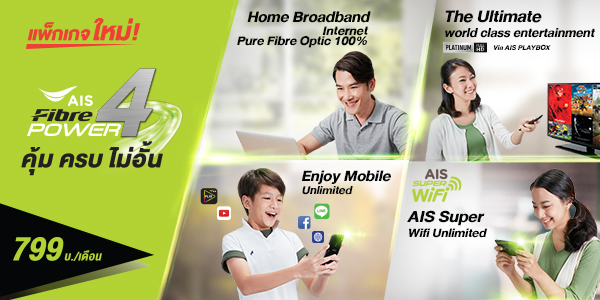 แพ็กเกจ ใหม่!
AIS
Fibre
POWER 4
คุ้ม ครบ ไม่อั้น
799 บ./เดือน
Home Broadband
Internet
Pure Fibre Optic 100%
The Ultimate
world class entertainment
PLATINUM HD Via AIS PLAYBOX
Enjoy Mobile
Unlimited
PLAY
LINE
AIS
SUPER
WiFi
AIS Super
Wifi Unlimited